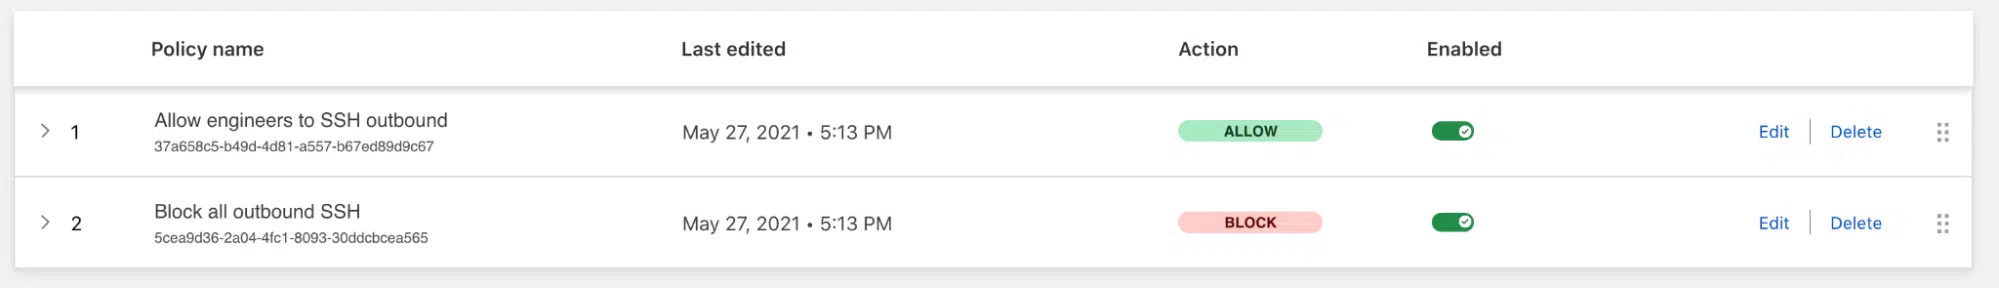 Policy name Last edited Action Enabled
1 Allow engineers to SSH outbound May 27, 2021 • 5:13 PM ALLOW Edit Delete
37a658c5-b49d-4d81-a557-b67ed89d9c67
2 Block all outbound SSH May 27, 2021 • 5:13 PM BLOCK Edit Delete
5cea9d36-2a04-4fc1-8093-30ddcbcea565